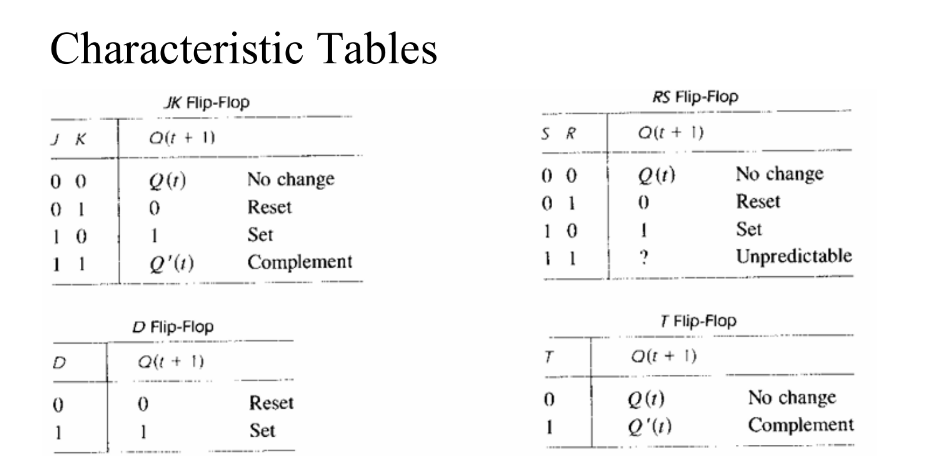 Characteristic Tables
JK Flip-Flop
J K Q(t + 1)
0 0 Q(t) No change
0 1 0 Reset
1 0 1 Set
1 1 Q'(t) Complement
RS Flip-Flop
S R Q(t + 1)
0 0 Q(t) No change
0 1 0 Reset
1 0 1 Set
1 1 ? Unpredictable
D Flip-Flop
D Q(t + 1)
0 0 Reset
1 1 Set
T Flip-Flop
T Q(t + 1)
0 Q(t) No change
1 Q'(t) Complement